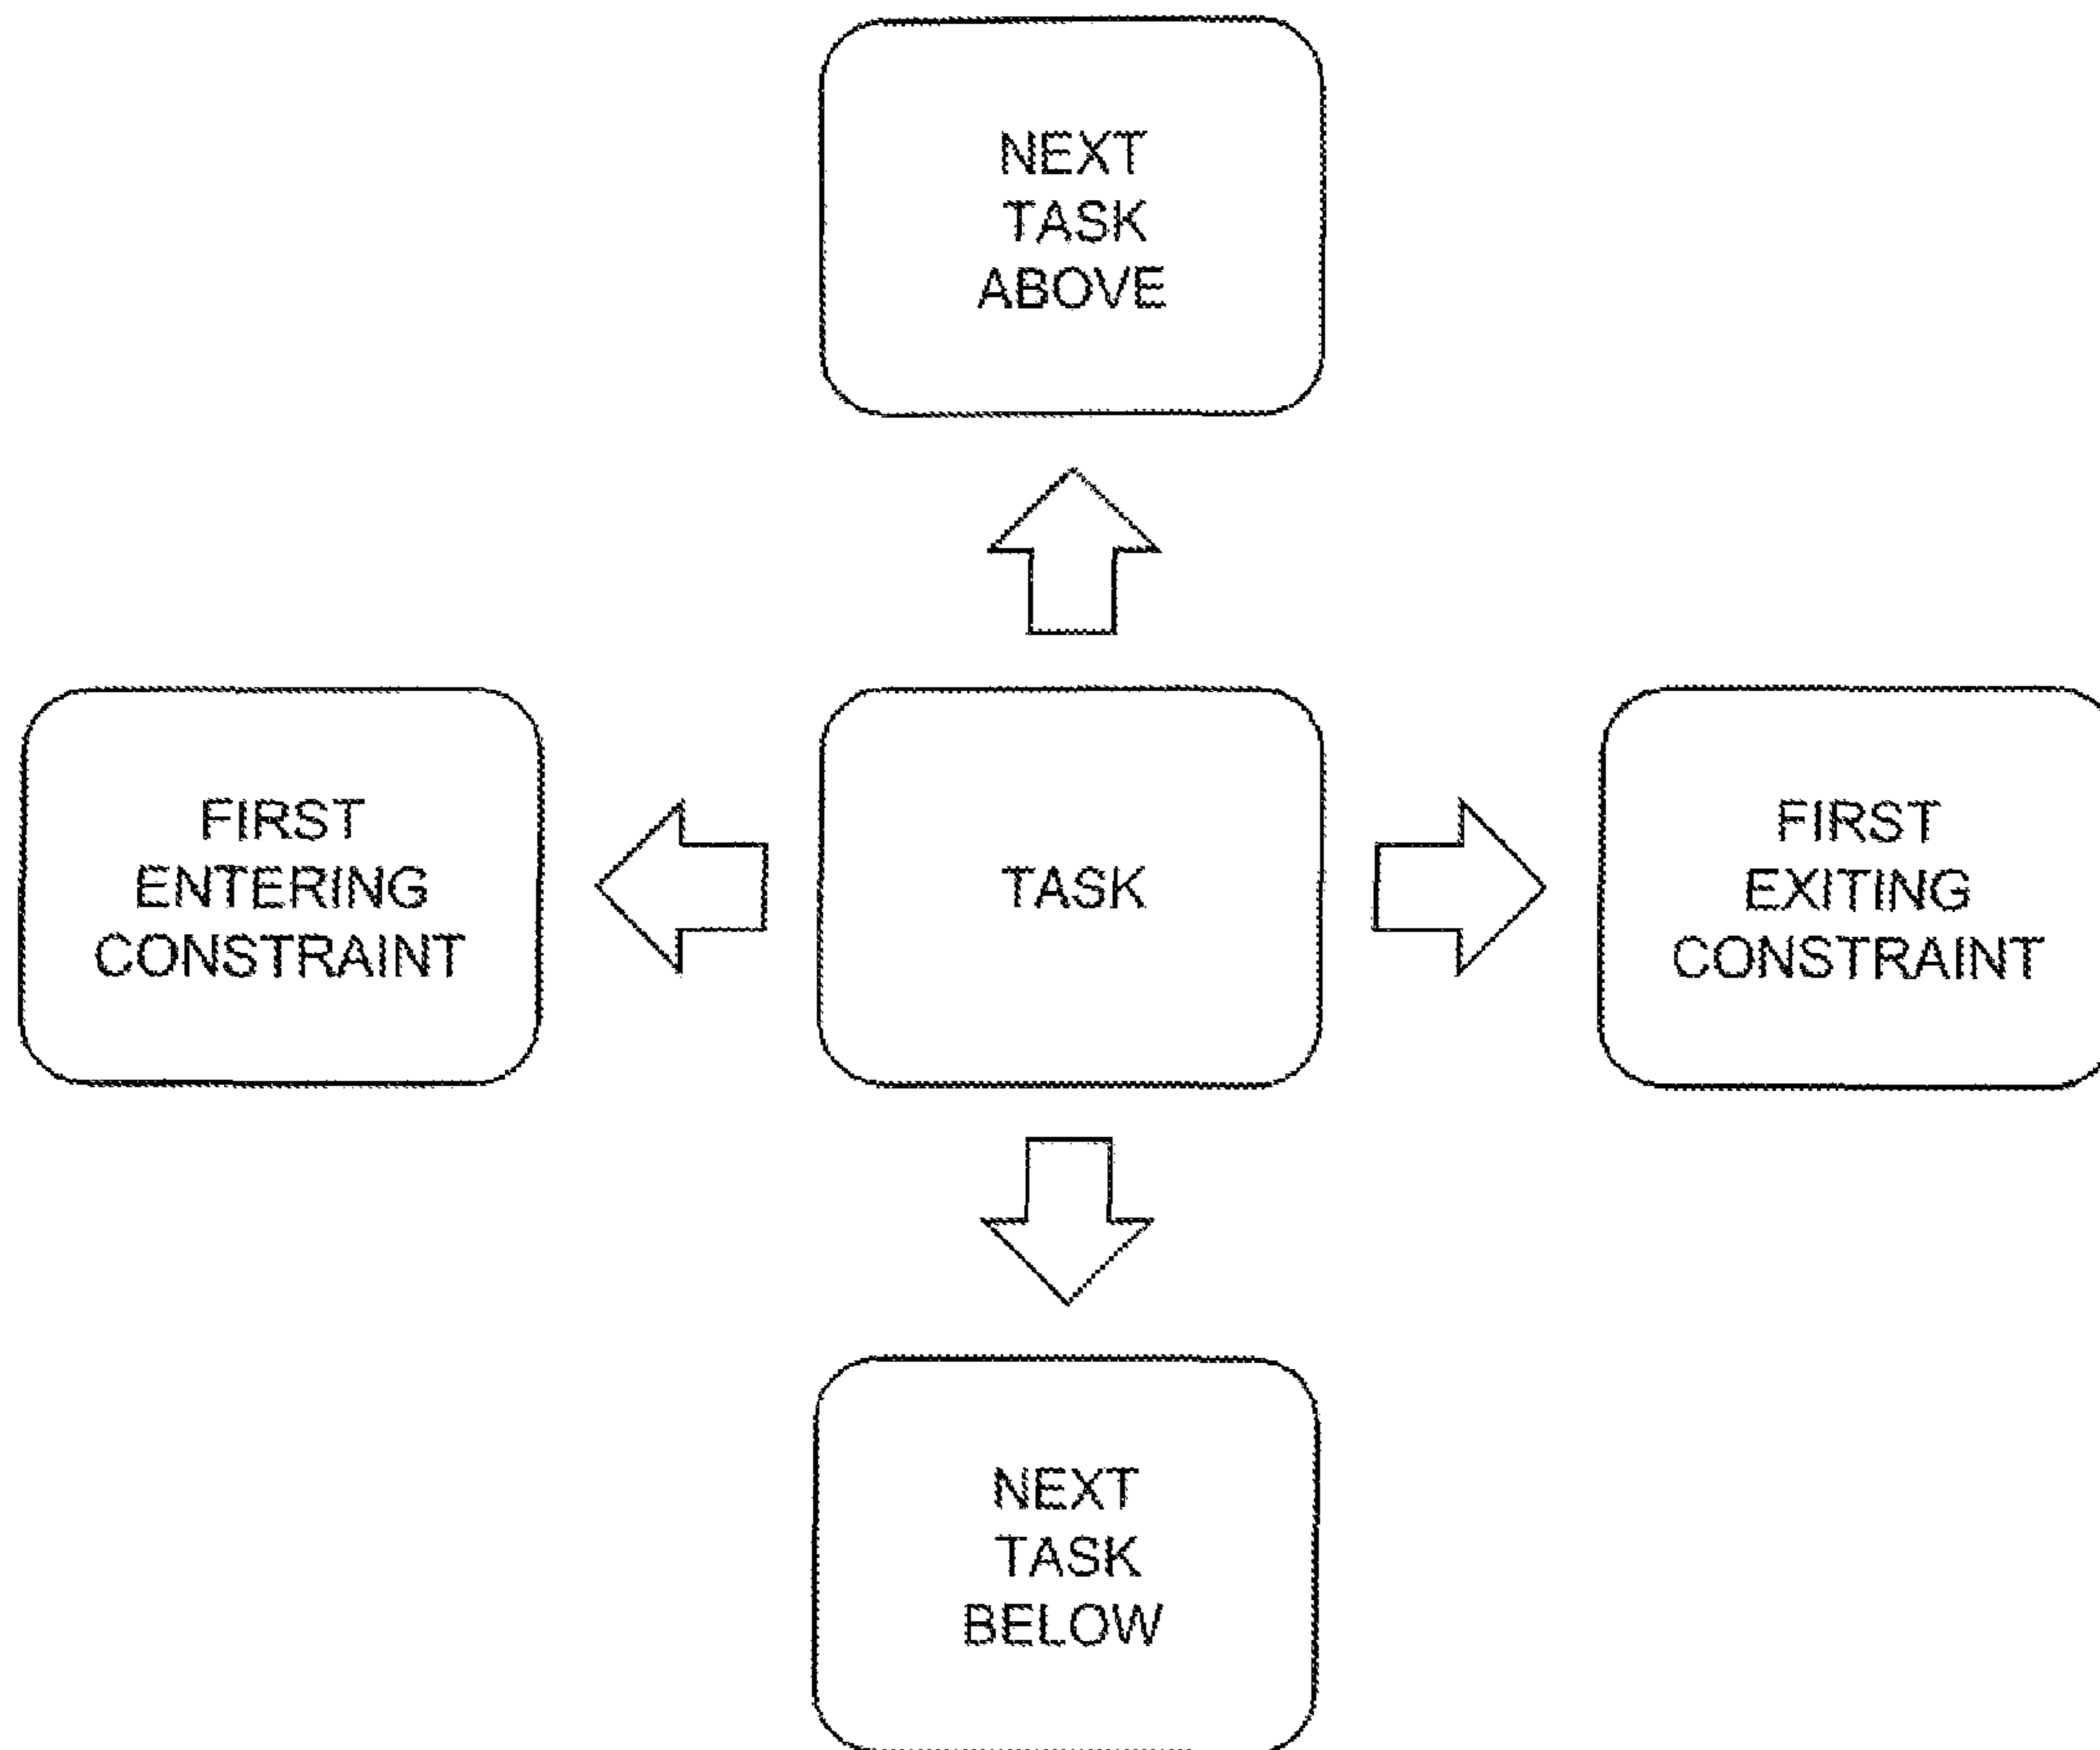 NEXT
TASK
ABOVE
FIRST
ENTERING
CONSTRAINT
TASK
FIRST
EXITING
CONSTRAINT
NEXT
TASK
BELOW